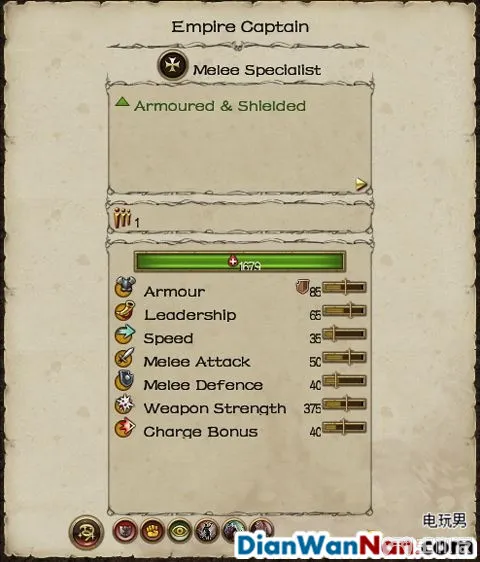 Empire Captain
Melee Specialist
Armoured & Shielded
1
1679
Armour 85
Leadership 65
Speed 35
Melee Attack 50
Melee Defence 40
Weapon Strength 375
Charge Bonus 40
电玩男
DianWanNan.com